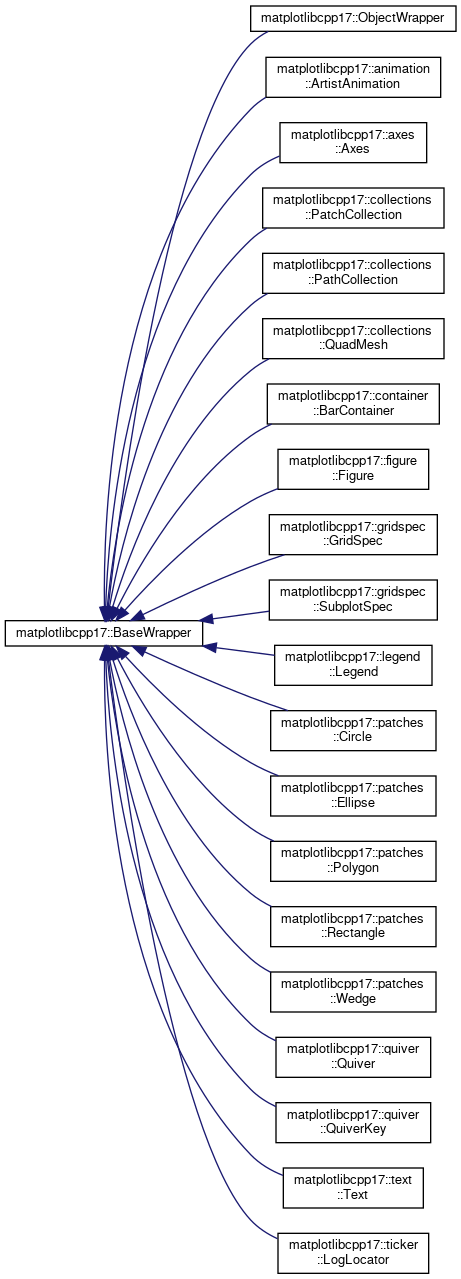 matplotlibcpp17::ObjectWrapper
matplotlibcpp17::animation
::ArtistAnimation
matplotlibcpp17::axes
::Axes
matplotlibcpp17::collections
::PatchCollection
matplotlibcpp17::collections
::PathCollection
matplotlibcpp17::collections
::QuadMesh
matplotlibcpp17::container
::BarContainer
matplotlibcpp17::figure
::Figure
matplotlibcpp17::gridspec
::GridSpec
matplotlibcpp17::gridspec
::SubplotSpec
matplotlibcpp17::BaseWrapper
matplotlibcpp17::legend
::Legend
matplotlibcpp17::patches
::Circle
matplotlibcpp17::patches
::Ellipse
matplotlibcpp17::patches
::Polygon
matplotlibcpp17::patches
::Rectangle
matplotlibcpp17::patches
::Wedge
matplotlibcpp17::quiver
::Quiver
matplotlibcpp17::quiver
::QuiverKey
matplotlibcpp17::text
::Text
matplotlibcpp17::ticker
::LogLocator